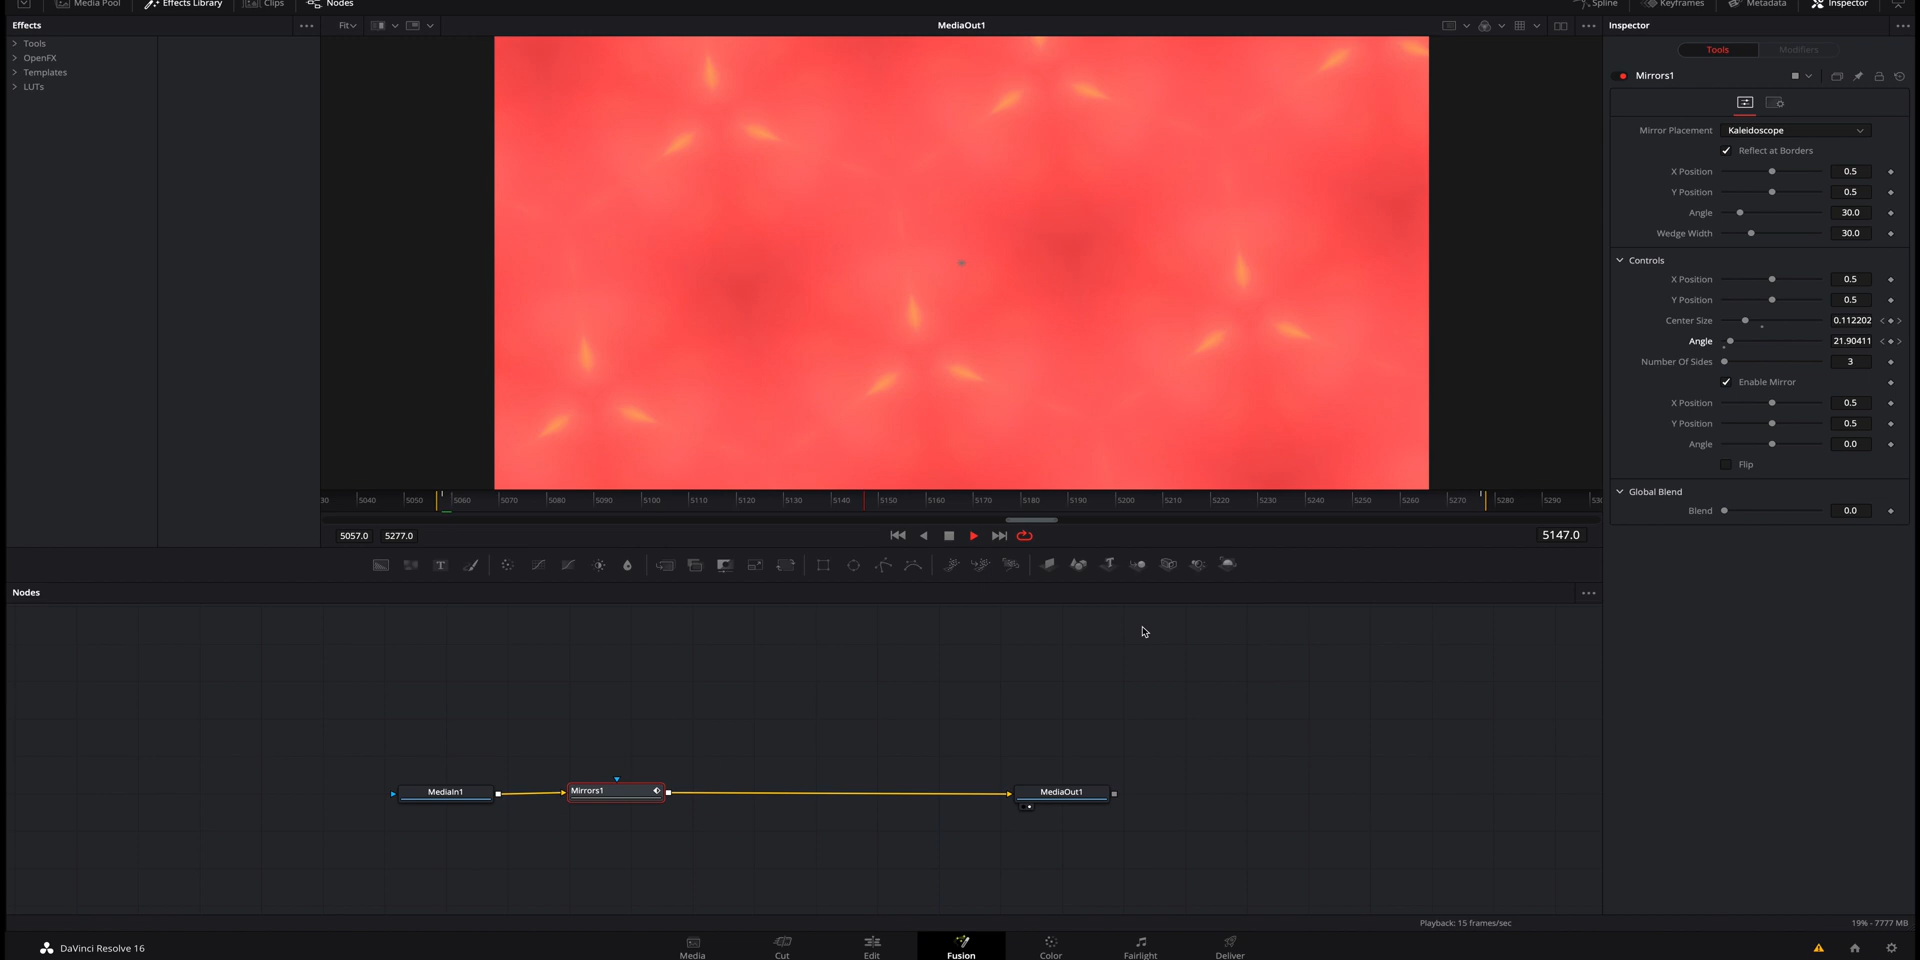 Media Pool Effects Library Clips Nodes Spline Keyframes Metadata Inspector
Effects Fit MediaOut1 Inspector
Tools
OpenFX
Templates
LUTs
Tools Modifiers
Mirrors1
Mirror Placement Kaleidoscope
Reflect at Borders
X Position 0.5
Y Position 0.5
Angle 30.0
Wedge Width 30.0
Controls
X Position 0.5
Y Position 0.5
Center Size 0.112202
Angle 21.90411
Number Of Sides 3
Enable Mirror
X Position 0.5
Y Position 0.5
Angle 0.0
Flip
Global Blend
Blend 0.0
30 5040 5050 5060 5070 5080 5090 5100 5110 5120 5130 5140 5150 5160 5170 5180 5190 5200 5210 5220 5230 5240 5250 5260 5270 5280 5290 530
5057.0 5277.0 5147.0
T
Nodes
MediaIn1 Mirrors1 MediaOut1
Playback: 15 frames/sec 19% - 7777 MB
DaVinci Resolve 16 Media Cut Edit Fusion Color Fairlight Deliver